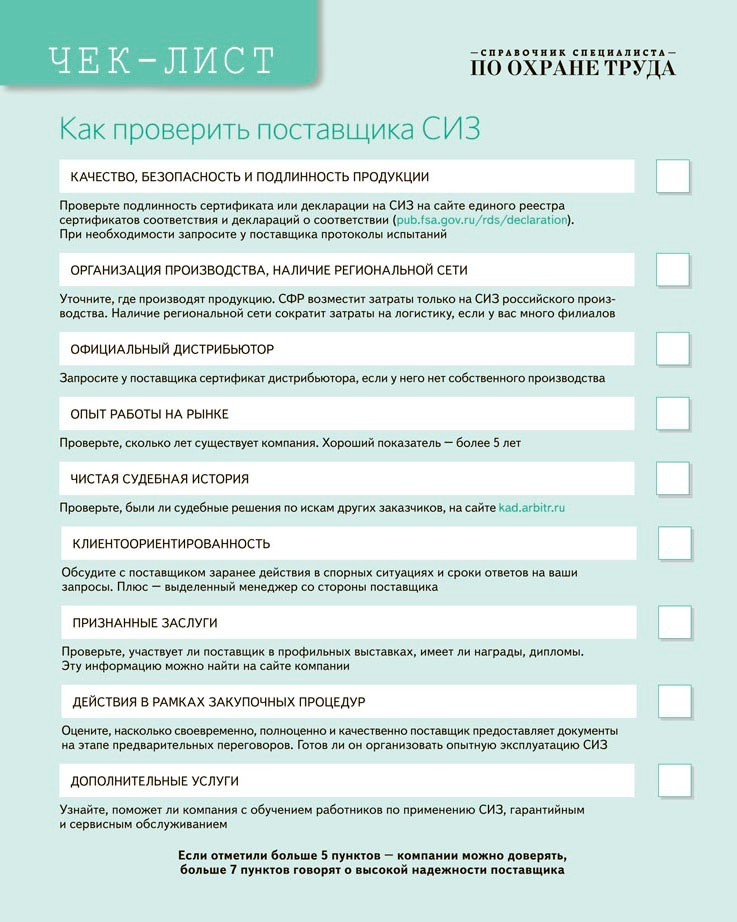 ЧЕК-ЛИСТ
СПРАВОЧНИК СПЕЦИАЛИСТА
ПО ОХРАНЕ ТРУДА
Как проверить поставщика СИЗ
КАЧЕСТВО, БЕЗОПАСНОСТЬ И ПОДЛИННОСТЬ ПРОДУКЦИИ
Проверьте подлинность сертификата или декларации на СИЗ на сайте единого реестра
сертификатов соответствия и деклараций о соответствии (pub.fsa.gov.ru/rds/declaration).
При необходимости запросите у поставщика протоколы испытаний
ОРГАНИЗАЦИЯ ПРОИЗВОДСТВА, НАЛИЧИЕ РЕГИОНАЛЬНОЙ СЕТИ
Уточните, где производят продукцию. СФР возместит затраты только на СИЗ российского произ-
водства. Наличие региональной сети сократит затраты на логистику, если у вас много филиалов
ОФИЦИАЛЬНЫЙ ДИСТРИБЬЮТОР
Запросите у поставщика сертификат дистрибьютора, если у него нет собственного производства
ОПЫТ РАБОТЫ НА РЫНКЕ
Проверьте, сколько лет существует компания. Хороший показатель — более 5 лет
ЧИСТАЯ СУДЕБНАЯ ИСТОРИЯ
Проверьте, были ли судебные решения по искам других заказчиков, на сайте kad.arbitr.ru
КЛИЕНТООРИЕНТИРОВАННОСТЬ
Обсудите с поставщиком заранее действия в спорных ситуациях и сроки ответов на ваши
запросы. Плюс — выделенный менеджер со стороны поставщика
ПРИЗНАННЫЕ ЗАСЛУГИ
Проверьте, участвует ли поставщик в профильных выставках, имеет ли награды, дипломы.
Эту информацию можно найти на сайте компании
ДЕЙСТВИЯ В РАМКАХ ЗАКУПОЧНЫХ ПРОЦЕДУР
Оцените, насколько своевременно, полноценно и качественно поставщик предоставляет документы
на этапе предварительных переговоров. Готов ли он организовать опытную эксплуатацию СИЗ
ДОПОЛНИТЕЛЬНЫЕ УСЛУГИ
Узнайте, поможет ли компания с обучением работников по применению СИЗ, гарантийным
и сервисным обслуживанием
Если отметили больше 5 пунктов — компании можно доверять,
больше 7 пунктов говорят о высокой надежности поставщика